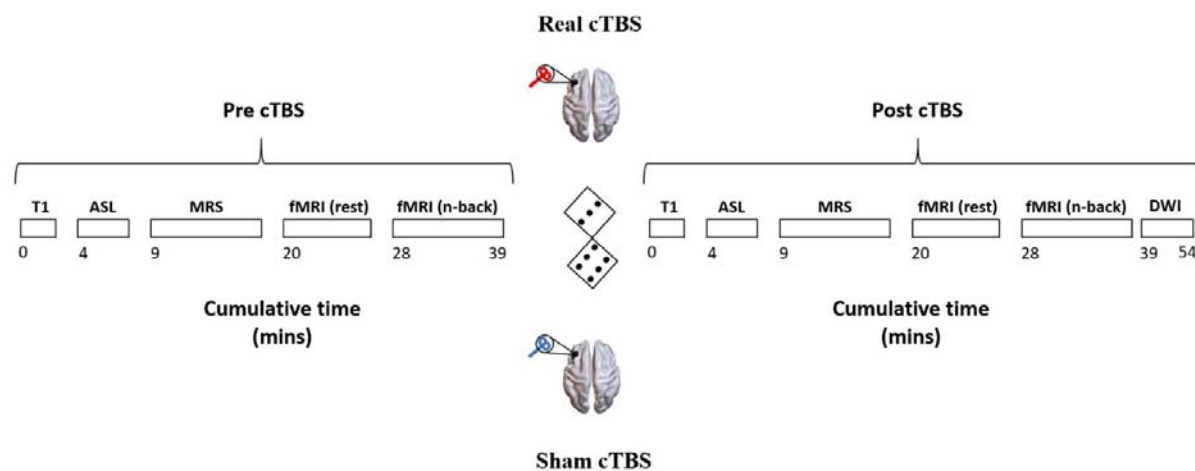 Real cTBS
Pre cTBS
T1 ASL MRS fMRI (rest) fMRI (n-back)
0 4 9 20 28 39
Cumulative time
(mins)
Post cTBS
T1 ASL MRS fMRI (rest) fMRI (n-back) DWI
0 4 9 20 28 39 54
Cumulative time
(mins)
Sham cTBS